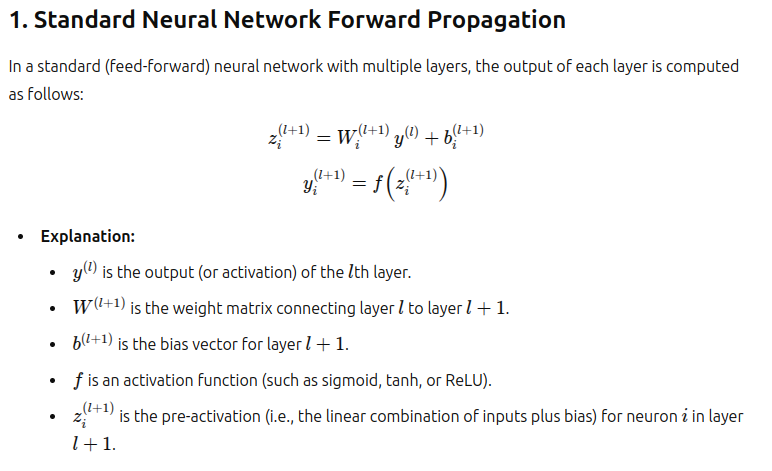 1. Standard Neural Network Forward Propagation
In a standard (feed-forward) neural network with multiple layers, the output of each layer is computed
as follows:
$z_i^{(l+1)} = W_i^{(l+1)} y^{(l)} + b_i^{(l+1)}$
$y_i^{(l+1)} = f\left(z_i^{(l+1)}\right)$
• Explanation:
• $y^{(l)}$ is the output (or activation) of the $l$th layer.
• $W^{(l+1)}$ is the weight matrix connecting layer $l$ to layer $l + 1$.
• $b^{(l+1)}$ is the bias vector for layer $l + 1$.
• $f$ is an activation function (such as sigmoid, tanh, or ReLU).
• $z_i^{(l+1)}$ is the pre-activation (i.e., the linear combination of inputs plus bias) for neuron $i$ in layer
$l + 1$.